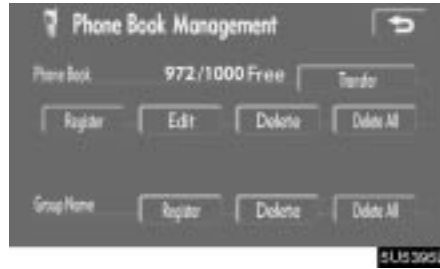 Phone Book Management
Phone Book 972/1000 Free Transfer
Register Edit Delete Delete All
Group Name Register Delete Delete All
5US395